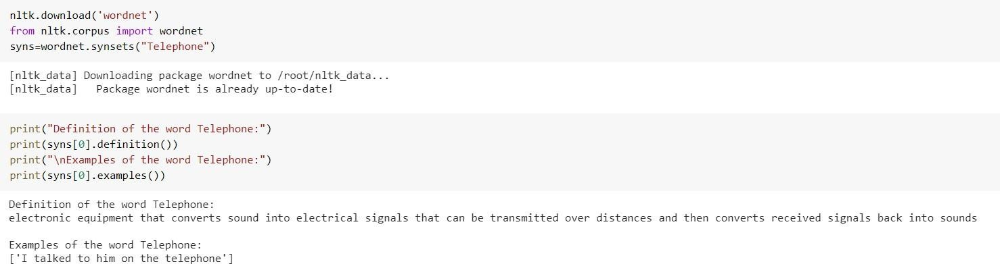 nltk.download('wordnet')
from nltk.corpus import wordnet
syns=wordnet.synsets("Telephone")
[nltk_data] Downloading package wordnet to /root/nltk_data...
[nltk_data]   Package wordnet is already up-to-date!
print("Definition of the word Telephone:")
print(syns[0].definition())
print("\nExamples of the word Telephone:")
print(syns[0].examples())
Definition of the word Telephone:
electronic equipment that converts sound into electrical signals that can be transmitted over distances and then converts received signals back into sounds
Examples of the word Telephone:
['I talked to him on the telephone']